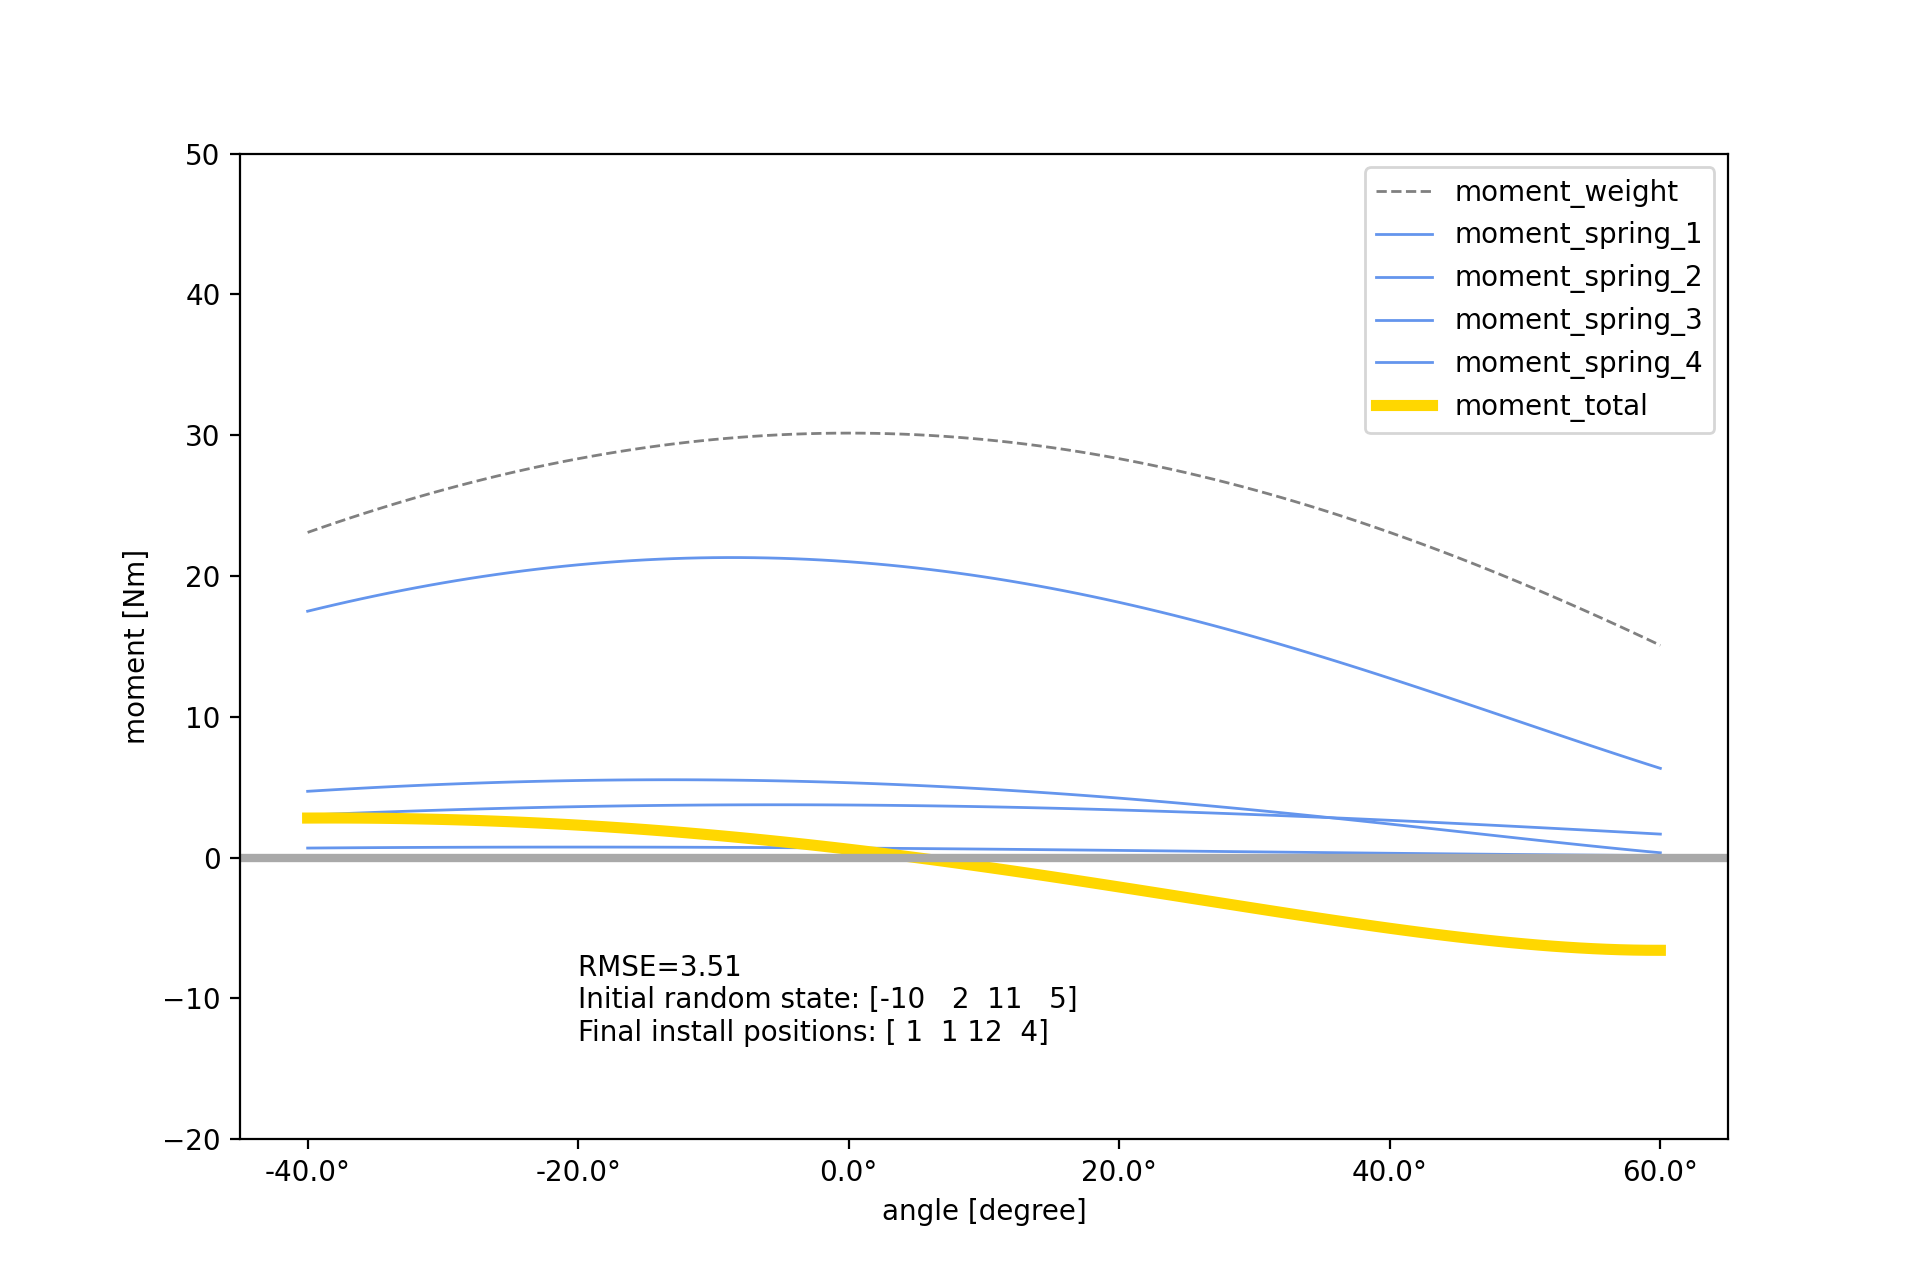 50
40
30
20
10
0
−10
−20
moment [Nm]
moment_weight
moment_spring_1
moment_spring_2
moment_spring_3
moment_spring_4
moment_total
RMSE=3.51
Initial random state: [-10   2  11   5]
Final install positions: [ 1  1 12  4]
-40.0° -20.0° 0.0° 20.0° 40.0° 60.0°
angle [degree]